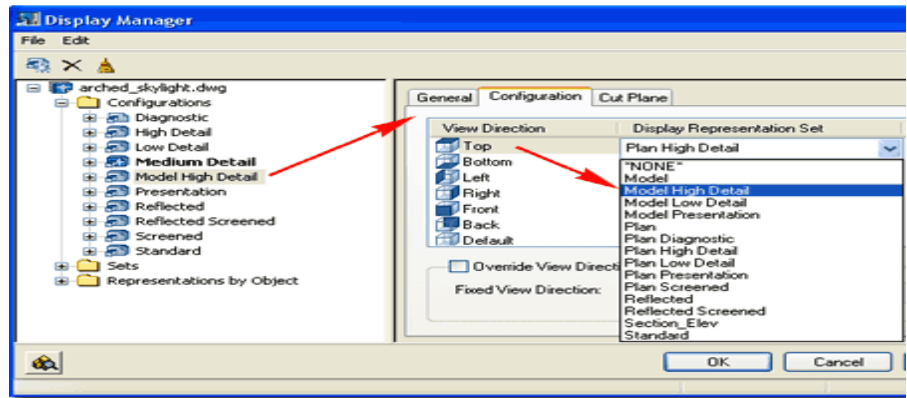 Display Manager
File Edit
arched_skylight.dwg
Configurations
Diagnostic
High Detail
Low Detail
Medium Detail
Model High Detail
Presentation
Reflected
Reflected Screened
Screened
Standard
Sets
Representations by Object
General Configuration Cut Plane
View Direction Display Representation Set
Top Plan High Detail
Bottom
Left
Right
Front
Back
Default
"NONE"
Model
Model High Detail
Model Low Detail
Model Presentation
Plan
Plan Diagnostic
Plan High Detail
Plan Low Detail
Plan Presentation
Plan Screened
Reflected
Reflected Screened
Section_Elev
Standard
Override View Directi
Fixed View Direction:
OK Cancel